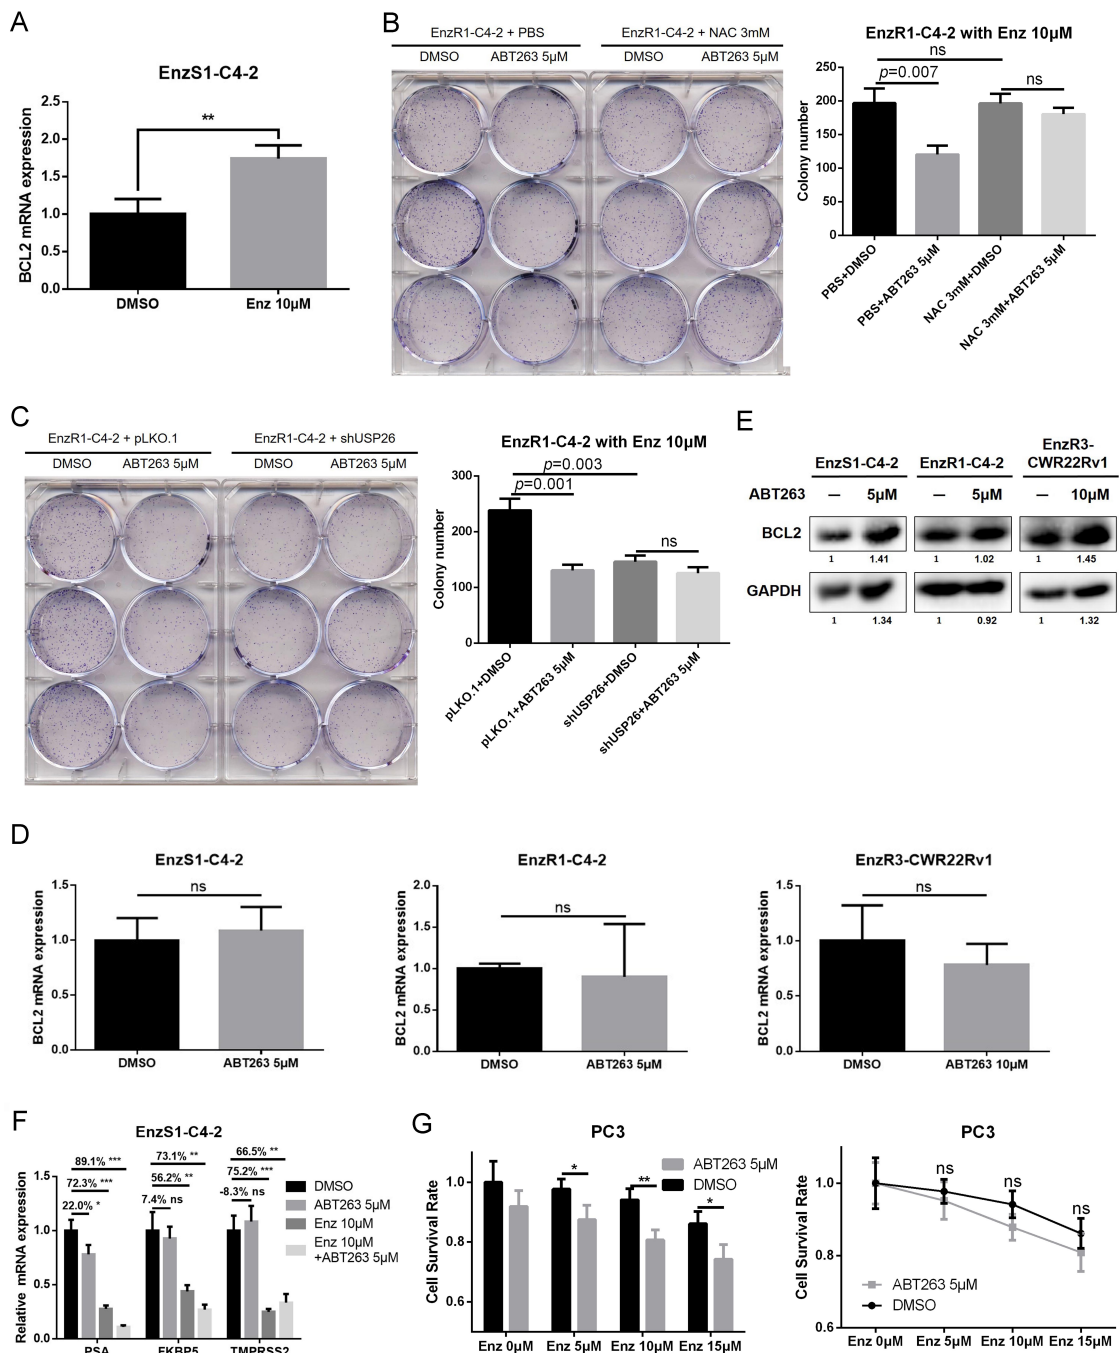 A
EnzS1-C4-2
BCL2 mRNA expression
2.5
2.0
1.5
1.0
0.5
0.0
**
DMSO
Enz 10µM
B
EnzR1-C4-2 + PBS
EnzR1-C4-2 + NAC 3mM
DMSO
ABT263 5µM
DMSO
ABT263 5µM
EnzR1-C4-2 with Enz 10µM
Colony number
250
200
150
100
50
0
ns
p=0.007
ns
PBS+DMSO
PBS+ABT263 5µM
NAC 3mM+DMSO
NAC 3mM+ABT263 5µM
C
EnzR1-C4-2 + pLKO.1
EnzR1-C4-2 + shUSP26
DMSO
ABT263 5µM
DMSO
ABT263 5µM
EnzR1-C4-2 with Enz 10µM
Colony number
300
200
100
0
p=0.003
p=0.001
ns
pLKO.1+DMSO
pLKO.1+ABT263 5µM
shUSP26+DMSO
shUSP26+ABT263 5µM
E
EnzS1-C4-2
EnzR1-C4-2
EnzR3-
CWR22Rv1
ABT263
— 5µM
— 5µM
— 10µM
BCL2
1 1.41
1 1.02
1 1.45
GAPDH
1 1.34
1 0.92
1 1.32
D
EnzS1-C4-2
BCL2 mRNA expression
1.5
1.0
0.5
0.0
ns
DMSO
ABT263 5µM
EnzR1-C4-2
BCL2 mRNA expression
2.0
1.5
1.0
0.5
0.0
ns
DMSO
ABT263 5µM
EnzR3-CWR22Rv1
BCL2 mRNA expression
1.5
1.0
0.5
0.0
ns
DMSO
ABT263 10µM
F
EnzS1-C4-2
Relative mRNA expression
1.5
1.0
0.5
0.0
89.1% ***
72.3% ***
22.0% *
73.1% **
56.2% **
7.4% ns
66.5% **
75.2% ***
-8.3% ns
DMSO
ABT263 5µM
Enz 10µM
Enz 10µM
+ABT263 5µM
PSA
FKBP5
TMPRSS2
G
PC3
Cell Survival Rate
1.0
0.8
0.6
*
**
*
ABT263 5µM
DMSO
Enz 0µM
Enz 5µM
Enz 10µM
Enz 15µM
PC3
Cell Survival Rate
1.0
0.8
0.6
ns
ns
ns
ABT263 5µM
DMSO
Enz 0µM
Enz 5µM
Enz 10µM
Enz 15µM